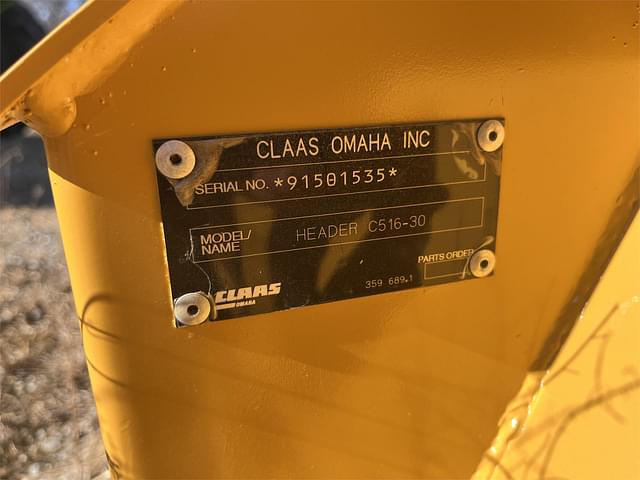 CLAAS OMAHA INC
SERIAL NO. *91501535*
MODEL/
NAME
HEADER C516-30
PARTS ORDER
359 689.1
CLAAS
OMAHA